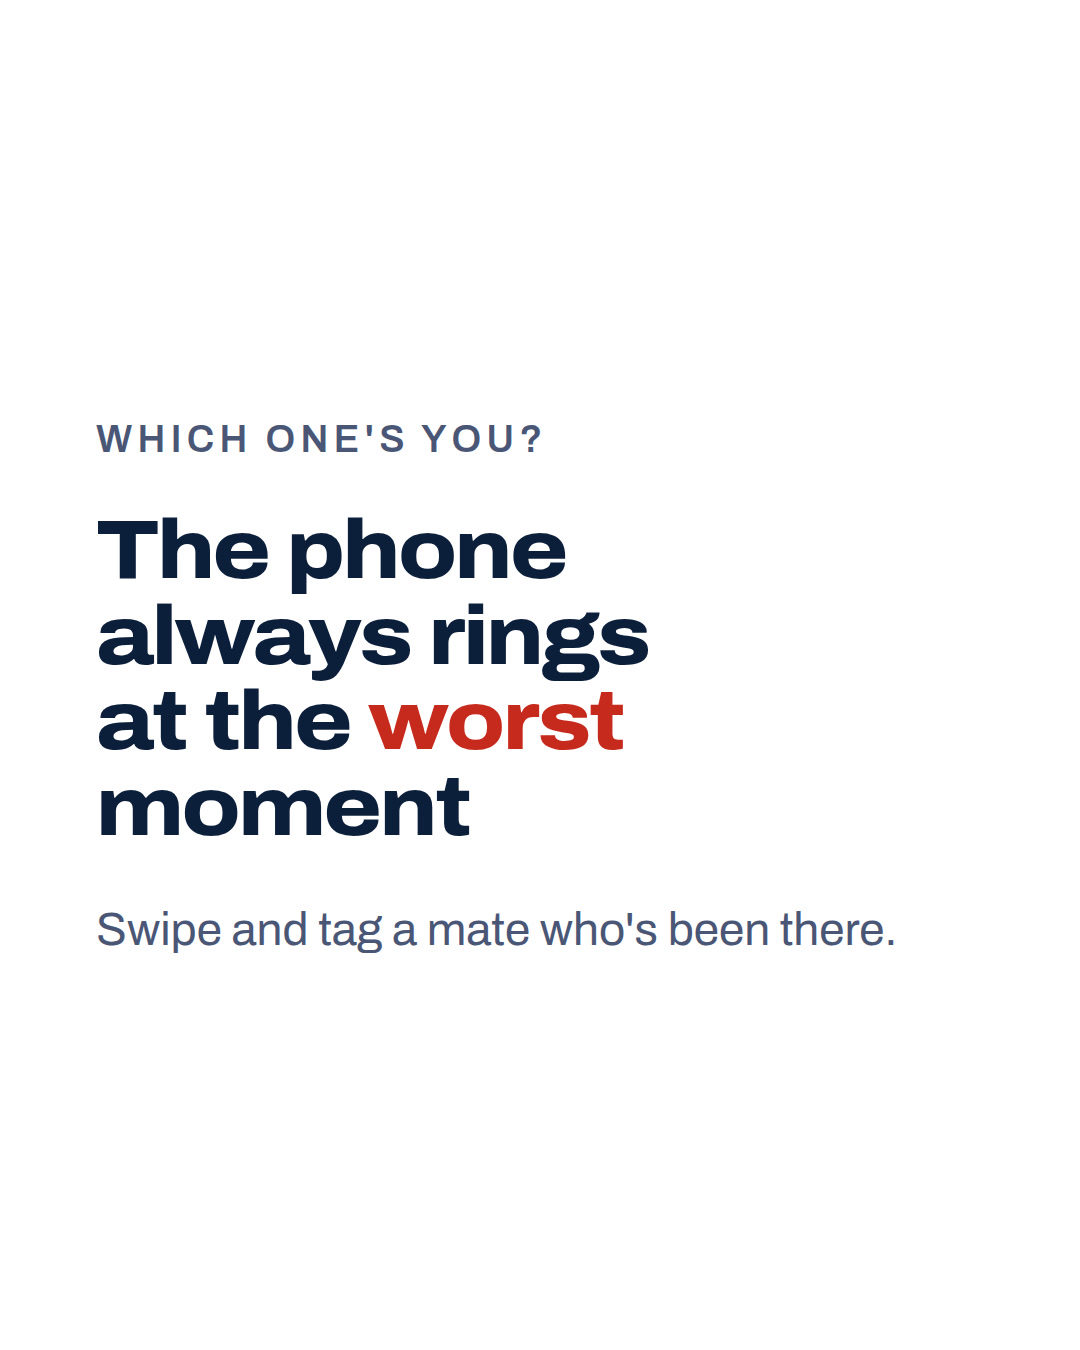 WHICH ONE'S YOU?
The phone
always rings
at the worst
moment
Swipe and tag a mate who's been there.